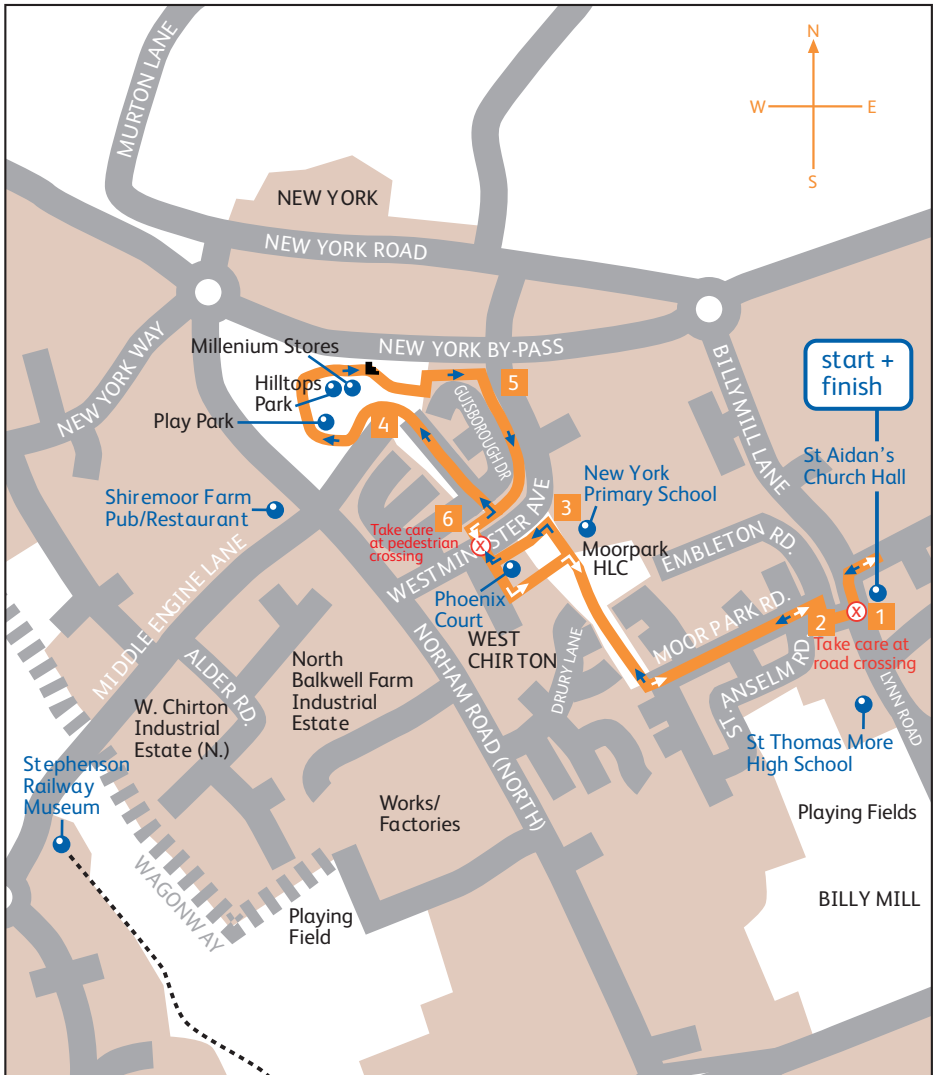 N
W
E
S
MURTON LANE
NEW YORK
NEW YORK ROAD
NEW YORK BY-PASS
NEW YORK WAY
Millenium Stores
Hilltops
Park
Play Park
4
5
GUISBOROUGH DR
BILLY MILL LANE
start +
finish
St Aidan's
Church Hall
Shiremoor Farm
Pub/Restaurant
6
Take care
at pedestrian
crossing
X
WESTMINSTER AVE
3
New York
Primary School
Moorpark
HLC
EMBLETON RD.
Phoenix
Court
WEST
CHIRTON
MOOR PARK RD.
2
X
1
Take care at
road crossing
MIDDLE ENGINE LANE
ALDER RD.
North
Balkwell Farm
Industrial
Estate
NORHAM ROAD (NORTH)
DRURY LANE
ST. ANSELM RD.
LYNN ROAD
W. Chirton
Industrial
Estate (N.)
St Thomas More
High School
Stephenson
Railway
Museum
Works/
Factories
Playing Fields
WAGONWAY
Playing
Field
BILLY MILL